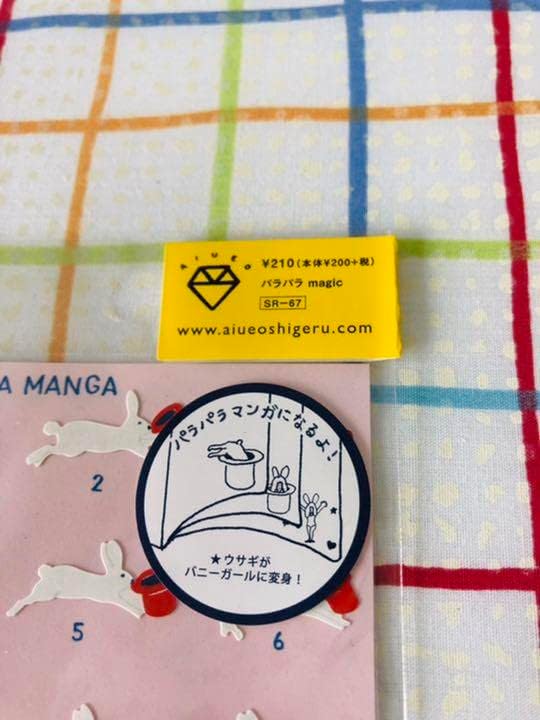 AIUEO
¥210(本体¥200+税)
パラパラ magic
SR-67
www.aiueoshigeru.com
A MANGA
パラパラマンガになるよ!
2
★ウサギが
バニーガールに変身!
5
6